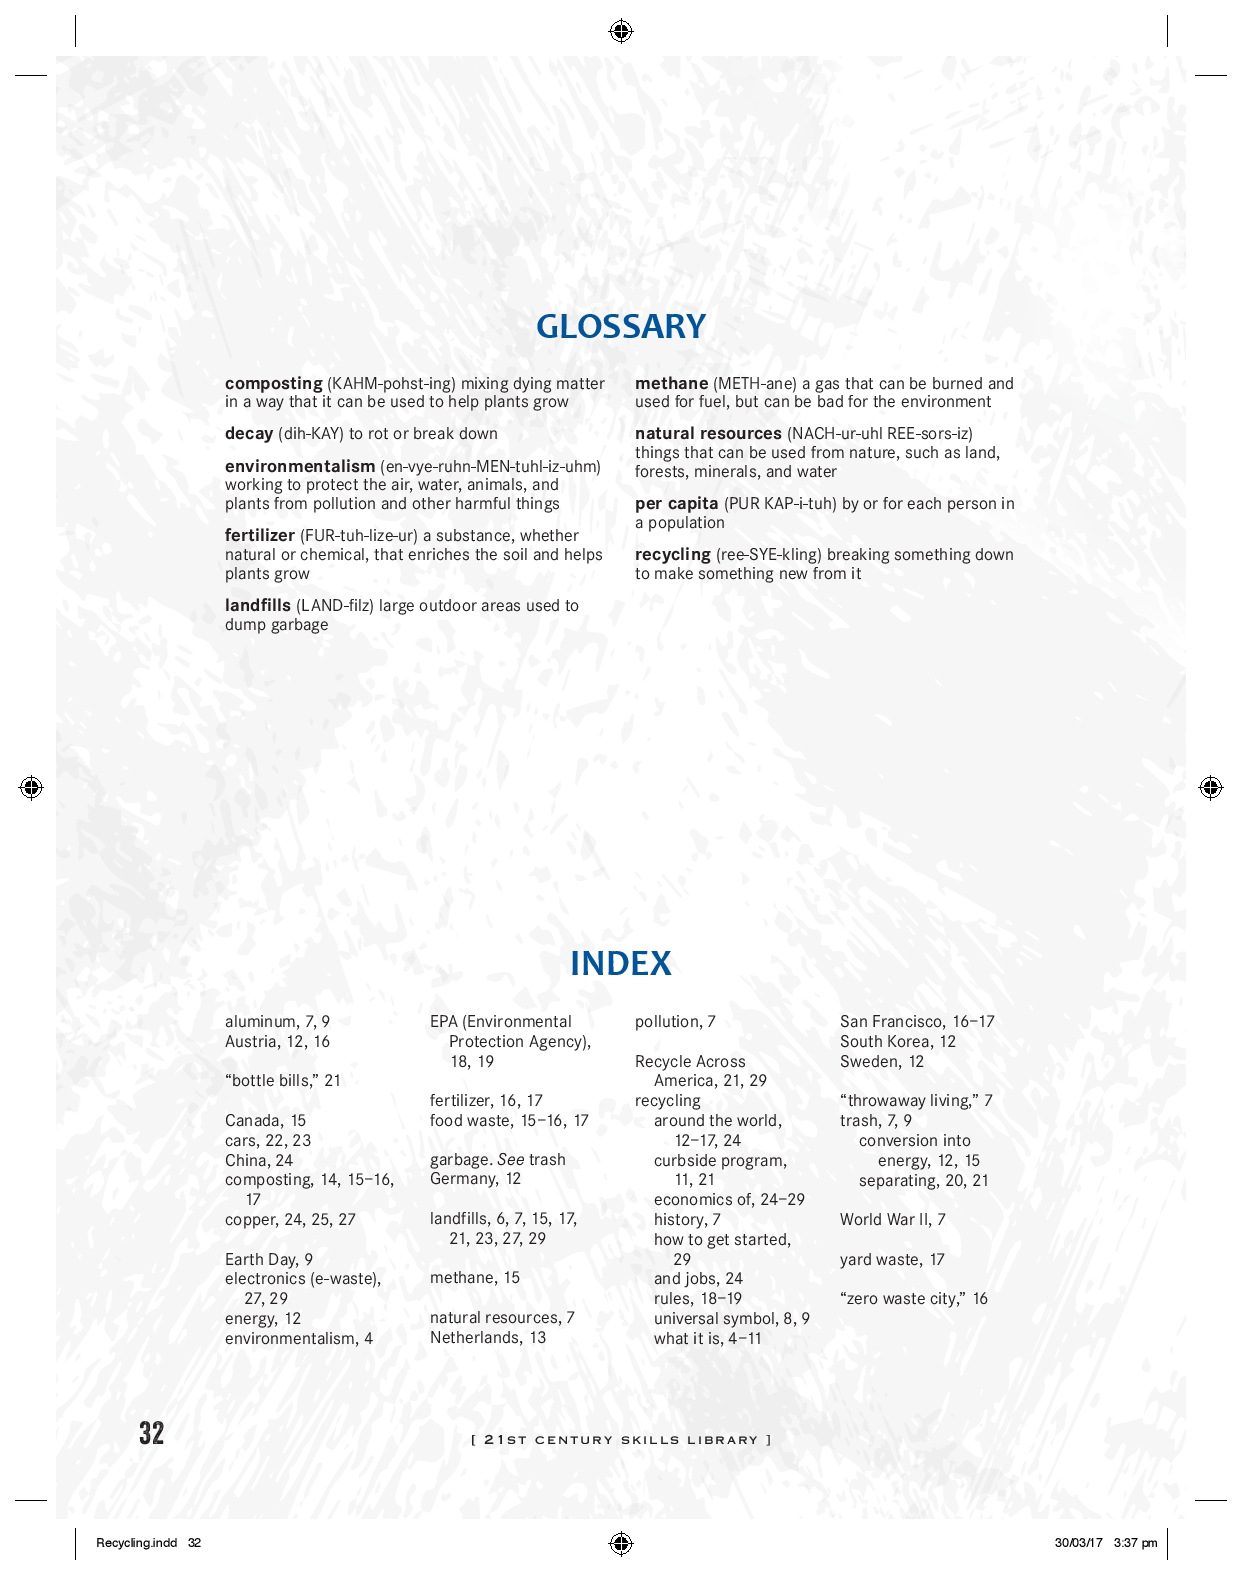 GLOSSARY
composting (KAHM-pohst-ing) mixing dying matter
in a way that it can be used to help plants grow
decay (dih-KAY) to rot or break down
environmentalism (en-vye-ruhn-MEN-tuhl-iz-uhm)
working to protect the air, water, animals, and
plants from pollution and other harmful things
fertilizer (FUR-tuh-lize-ur) a substance, whether
natural or chemical, that enriches the soil and helps
plants grow
landfills (LAND-filz) large outdoor areas used to
dump garbage
methane (METH-ane) a gas that can be burned and
used for fuel, but can be bad for the environment
natural resources (NACH-ur-uhl REE-sors-iz)
things that can be used from nature, such as land,
forests, minerals, and water
per capita (PUR KAP-i-tuh) by or for each person in
a population
recycling (ree-SYE-kling) breaking something down
to make something new from it
INDEX
aluminum, 7, 9
Austria, 12, 16
“bottle bills,” 21
Canada, 15
cars, 22, 23
China, 24
composting, 14, 15–16,
17
copper, 24, 25, 27
Earth Day, 9
electronics (e-waste),
27, 29
energy, 12
environmentalism, 4
EPA (Environmental
Protection Agency),
18, 19
fertilizer, 16, 17
food waste, 15–16, 17
garbage. See trash
Germany, 12
landfills, 6, 7, 15, 17,
21, 23, 27, 29
methane, 15
natural resources, 7
Netherlands, 13
pollution, 7
Recycle Across
America, 21, 29
recycling
around the world,
12–17, 24
curbside program,
11, 21
economics of, 24–29
history, 7
how to get started,
29
and jobs, 24
rules, 18–19
universal symbol, 8, 9
what it is, 4–11
San Francisco, 16–17
South Korea, 12
Sweden, 12
“throwaway living,” 7
trash, 7, 9
conversion into
energy, 12, 15
separating, 20, 21
World War II, 7
yard waste, 17
“zero waste city,” 16
32
[ 21ST CENTURY SKILLS LIBRARY ]
Recycling.indd 32
30/03/17 3:37 pm